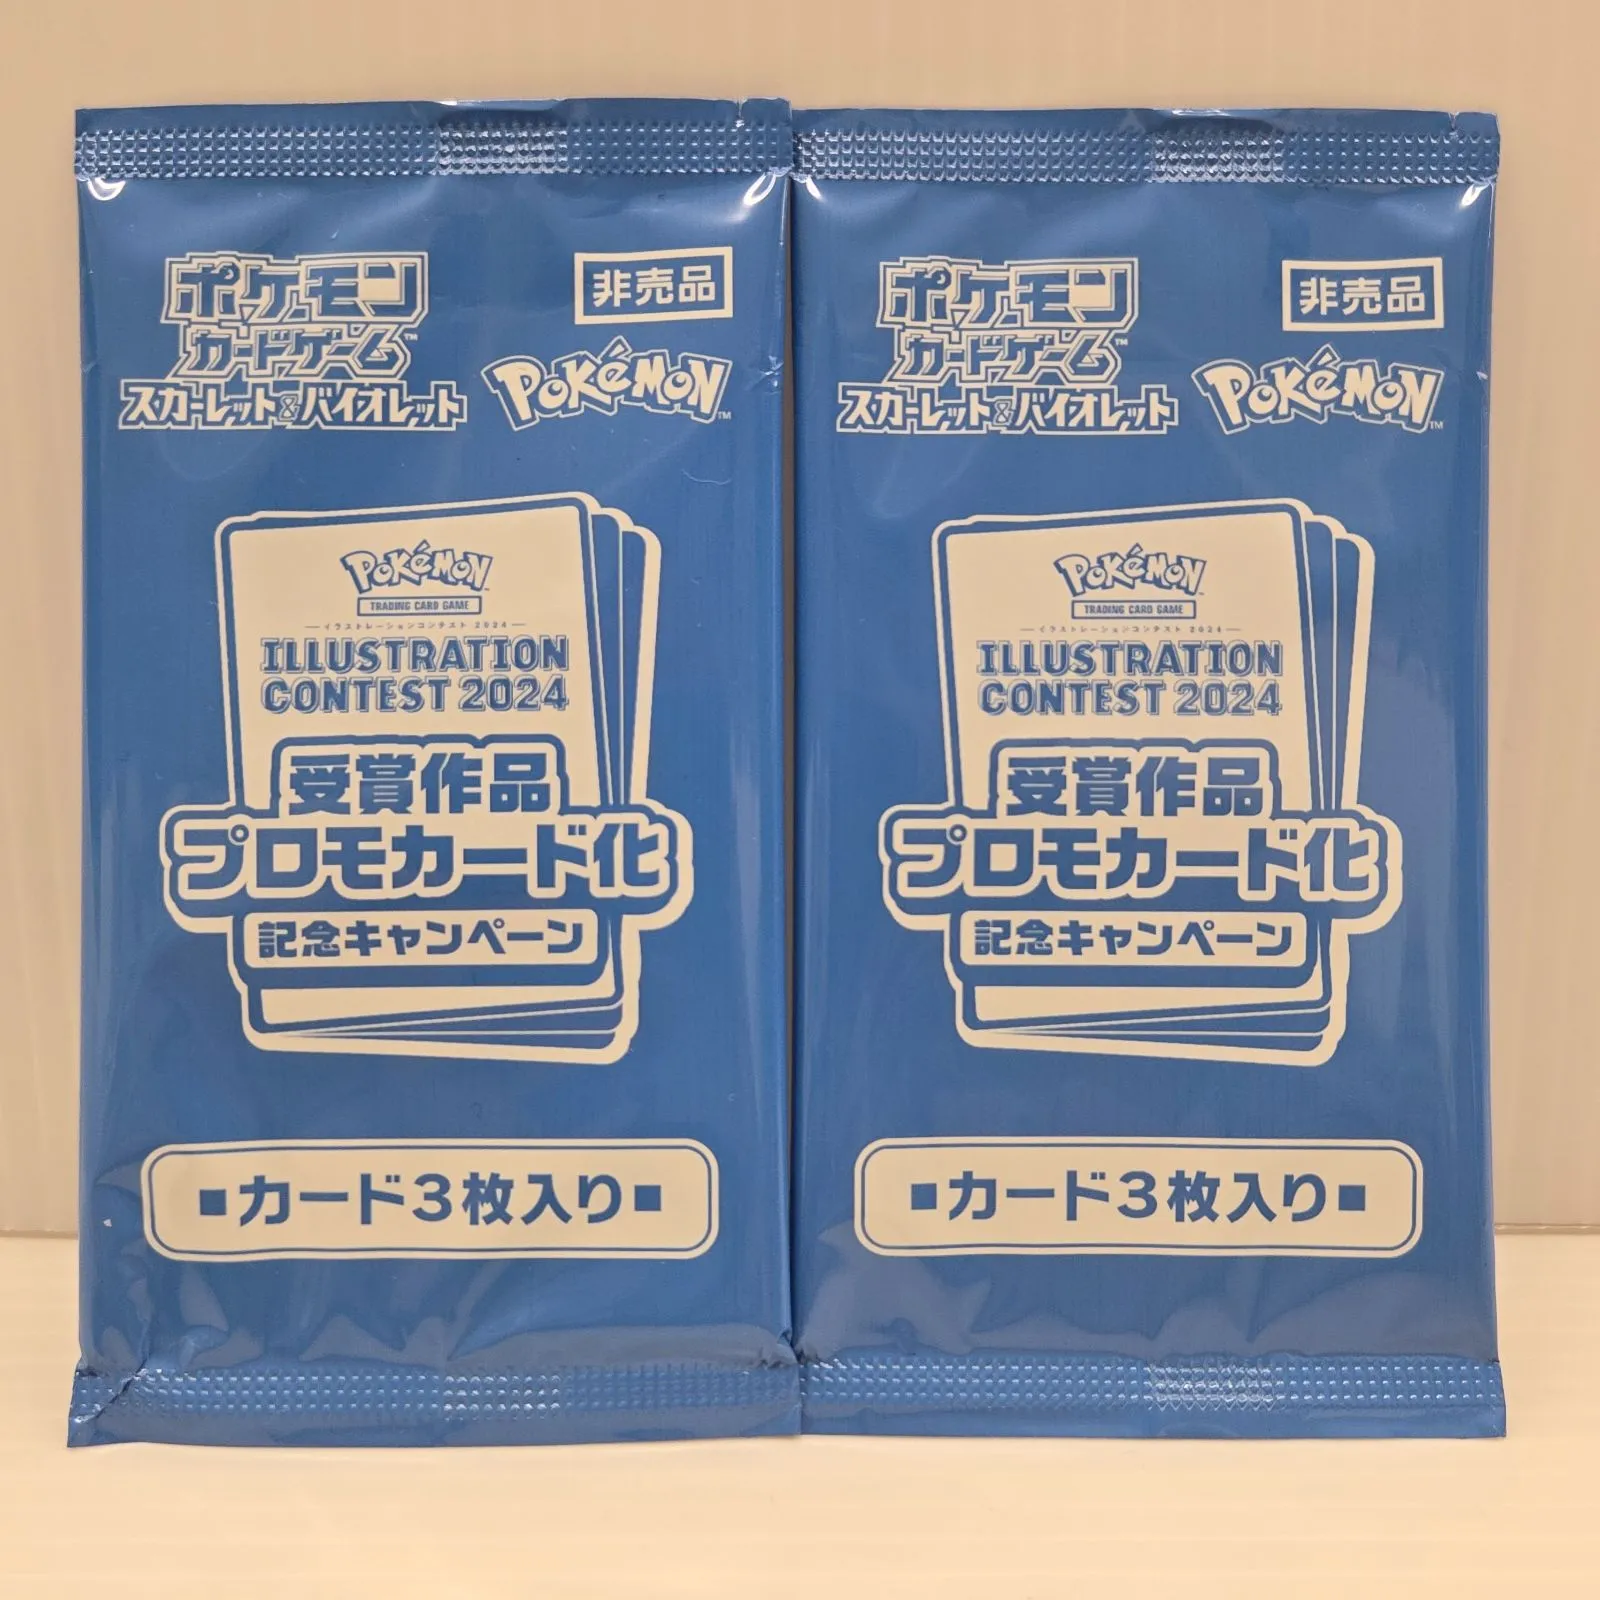 ポケモン
カードゲーム™
スカーレット&バイオレット
非売品
POKéMON™
POKéMON
TRADING CARD GAME
イラストレーションコンテスト 2024
ILLUSTRATION
CONTEST 2024
受賞作品
プロモカード化
記念キャンペーン
■カード3枚入り■
ポケモン
カードゲーム™
スカーレット&バイオレット
非売品
POKéMON™
POKéMON
TRADING CARD GAME
イラストレーションコンテスト 2024
ILLUSTRATION
CONTEST 2024
受賞作品
プロモカード化
記念キャンペーン
■カード3枚入り■